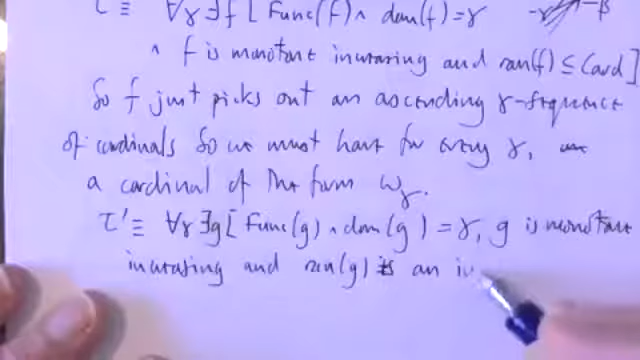 τ ≡ ∀γ∃f [ Func(f) ∧ dom(f) = γ
∧ f is monotone increasing and ran(f) ⊆ Card]
So f just picks out an ascending γ-sequence
of cardinals So we must have for every γ,
a cardinal of the form ω_γ.
τ' ≡ ∀γ∃g [ Func(g) ∧ dom(g) = γ, g is monotone
increasing and ran(g) is an in